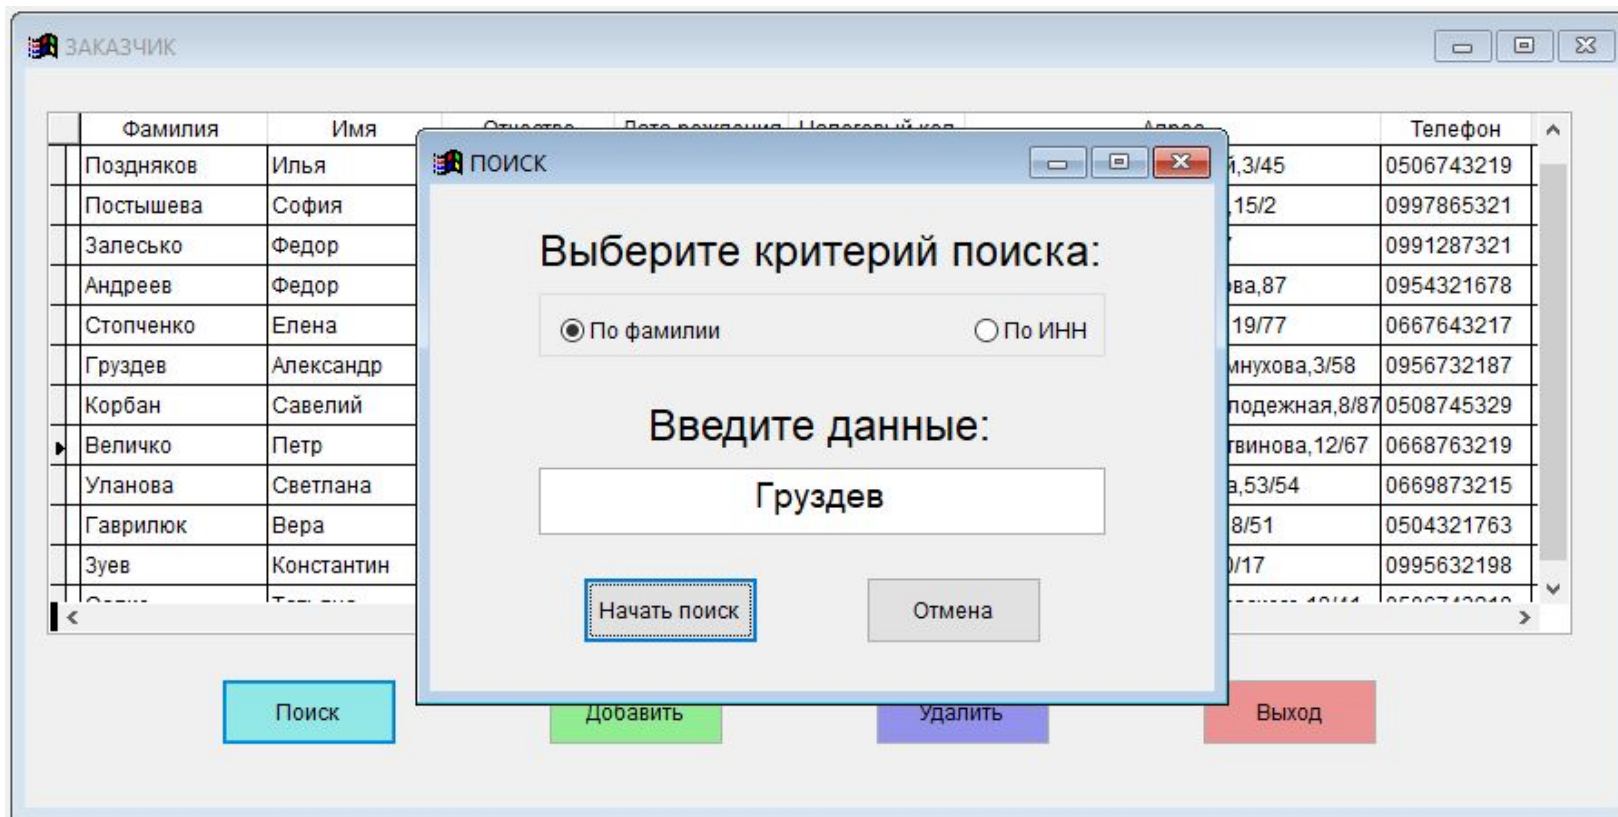 ЗАКАЗЧИК
Фамилия Имя Телефон
Поздняков Илья й,3/45 0506743219
Постышева София ,15/2 0997865321
Залесько Федор 0991287321
Андреев Федор ова,87 0954321678
Стопченко Елена 19/77 0667643217
Груздев Александр мнухова,3/58 0956732187
Корбан Савелий лодежная,8/87 0508745329
Величко Петр твинова,12/67 0668763219
Уланова Светлана а,53/54 0669873215
Гаврилюк Вера 8/51 0504321763
Зуев Константин 0/17 0995632198
ПОИСК
Выберите критерий поиска:
По фамилии По ИНН
Введите данные:
Груздев
Начать поиск Отмена
Поиск Добавить Удалить Выход